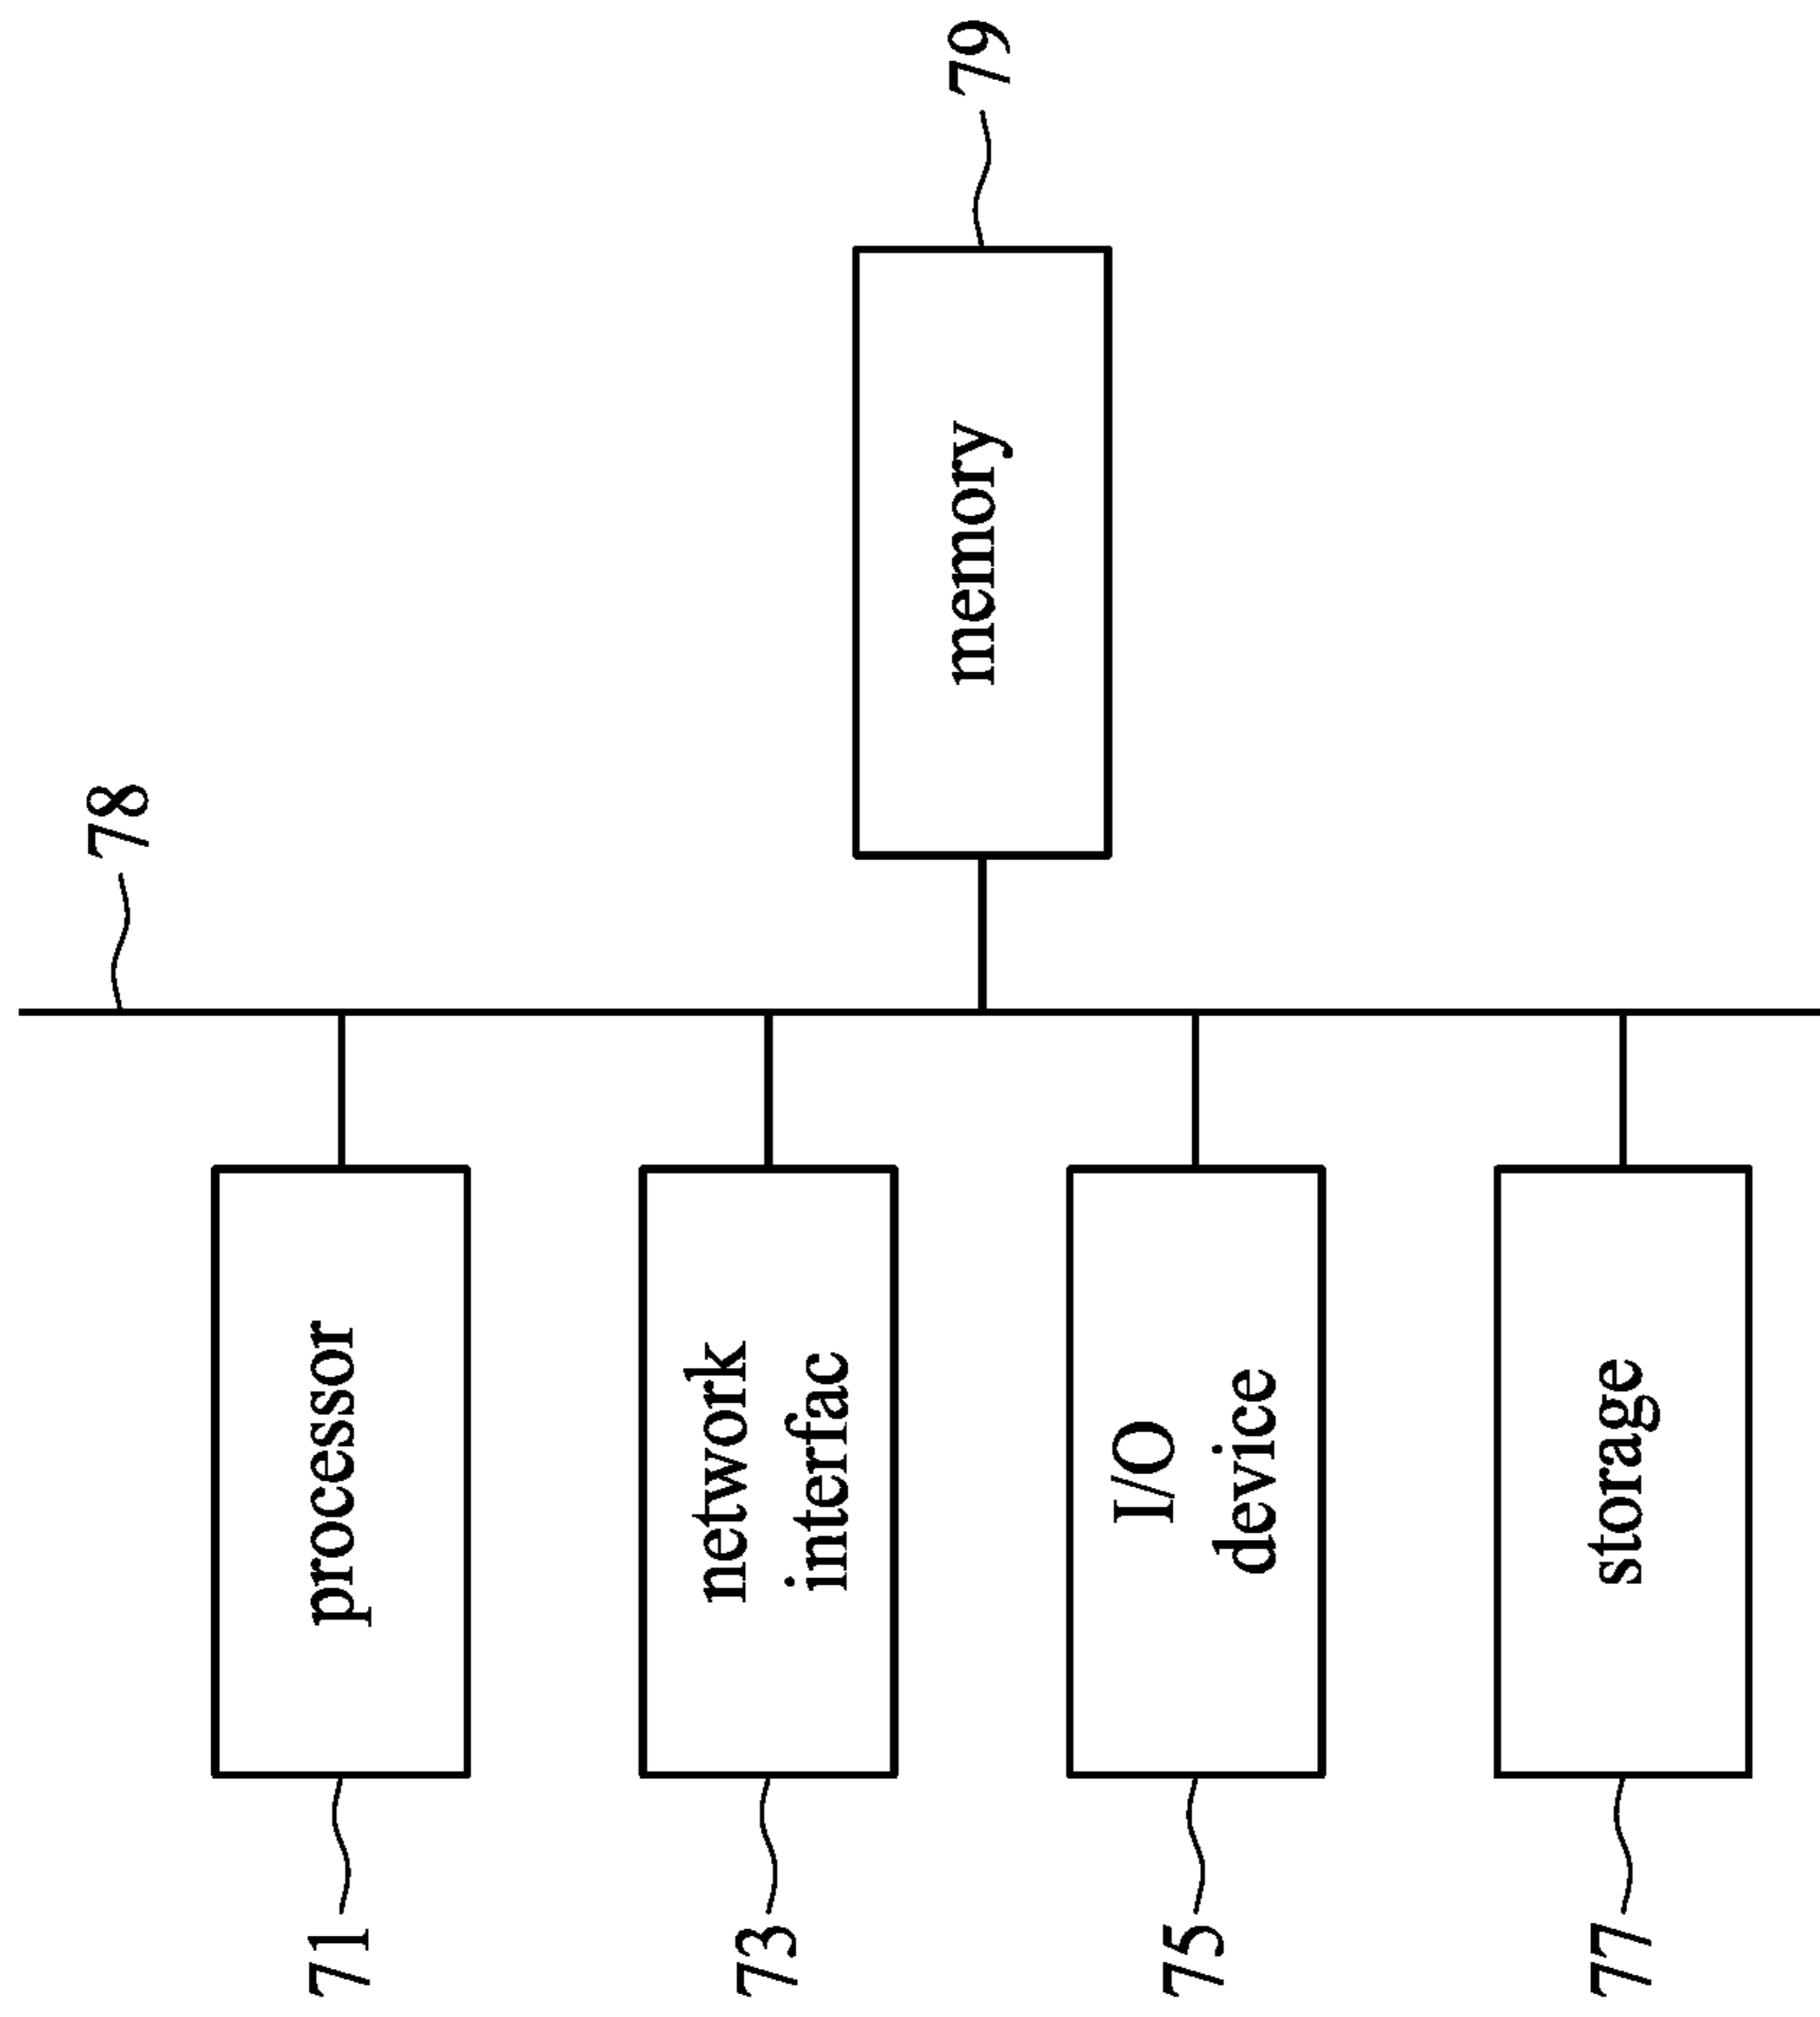 78
71
processor
73
network
interfac
memory
79
75
I/O
device
77
storage